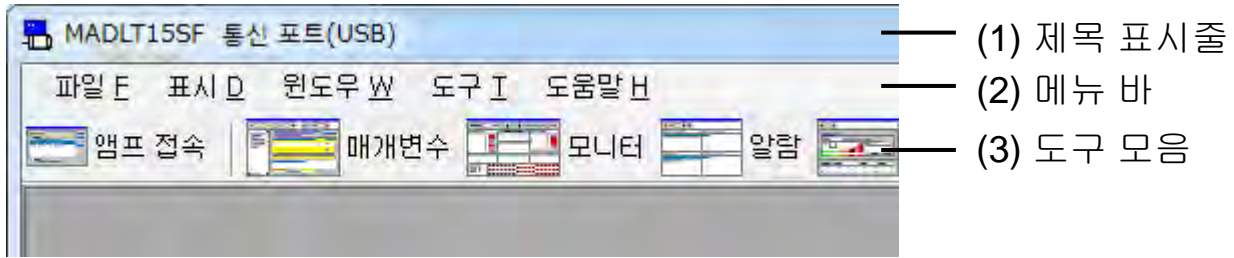 MADLT15SF 통신 포트(USB)
(1) 제목 표시줄
파일 F 표시 D 윈도우 W 도구 T 도움말 H
(2) 메뉴 바
앰프 접속 매개변수 모니터 알람
(3) 도구 모음